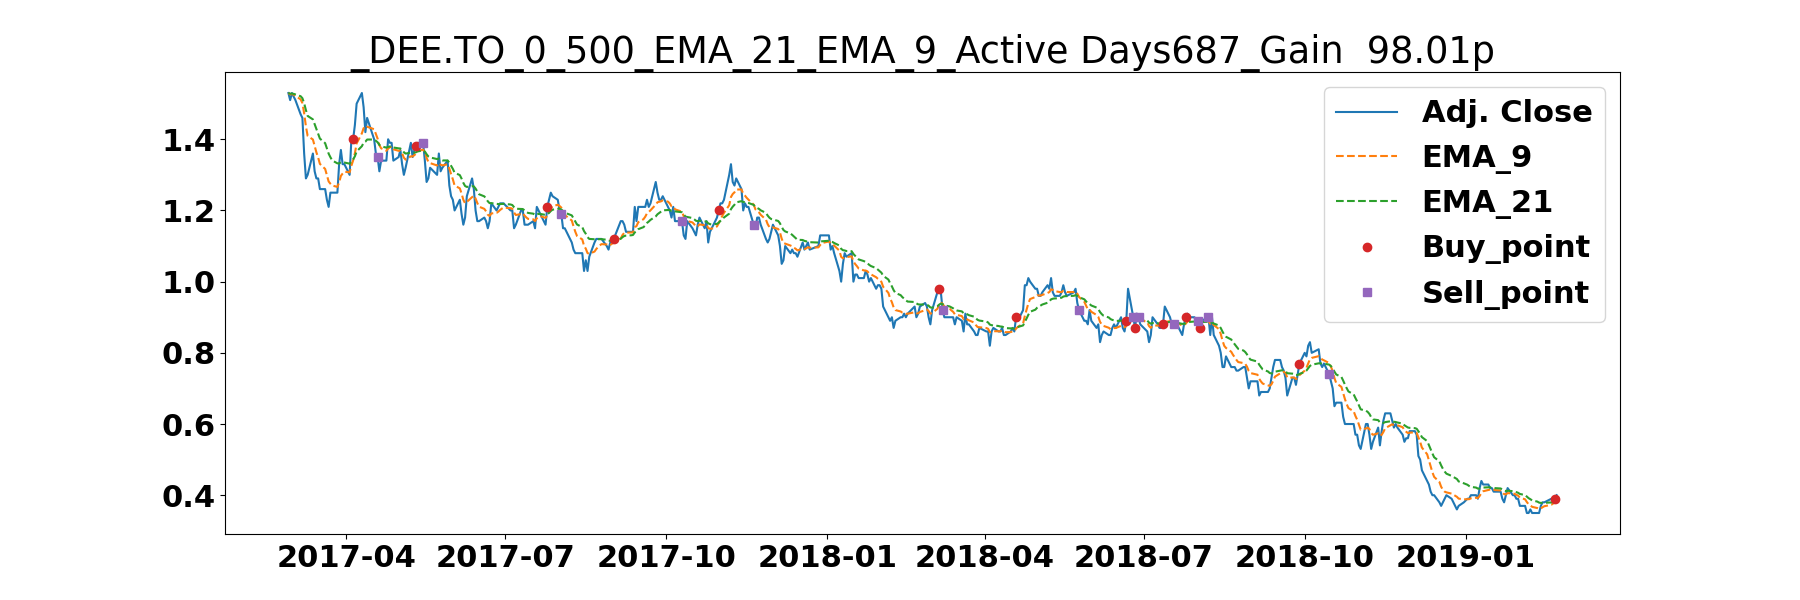 _DEE.TO_0_500_EMA_21_EMA_9_Active Days687_Gain  98.01p
Adj. Close
EMA_9
EMA_21
Buy_point
Sell_point
1.4
1.2
1.0
0.8
0.6
0.4
2017-04 2017-07 2017-10 2018-01 2018-04 2018-07 2018-10 2019-01